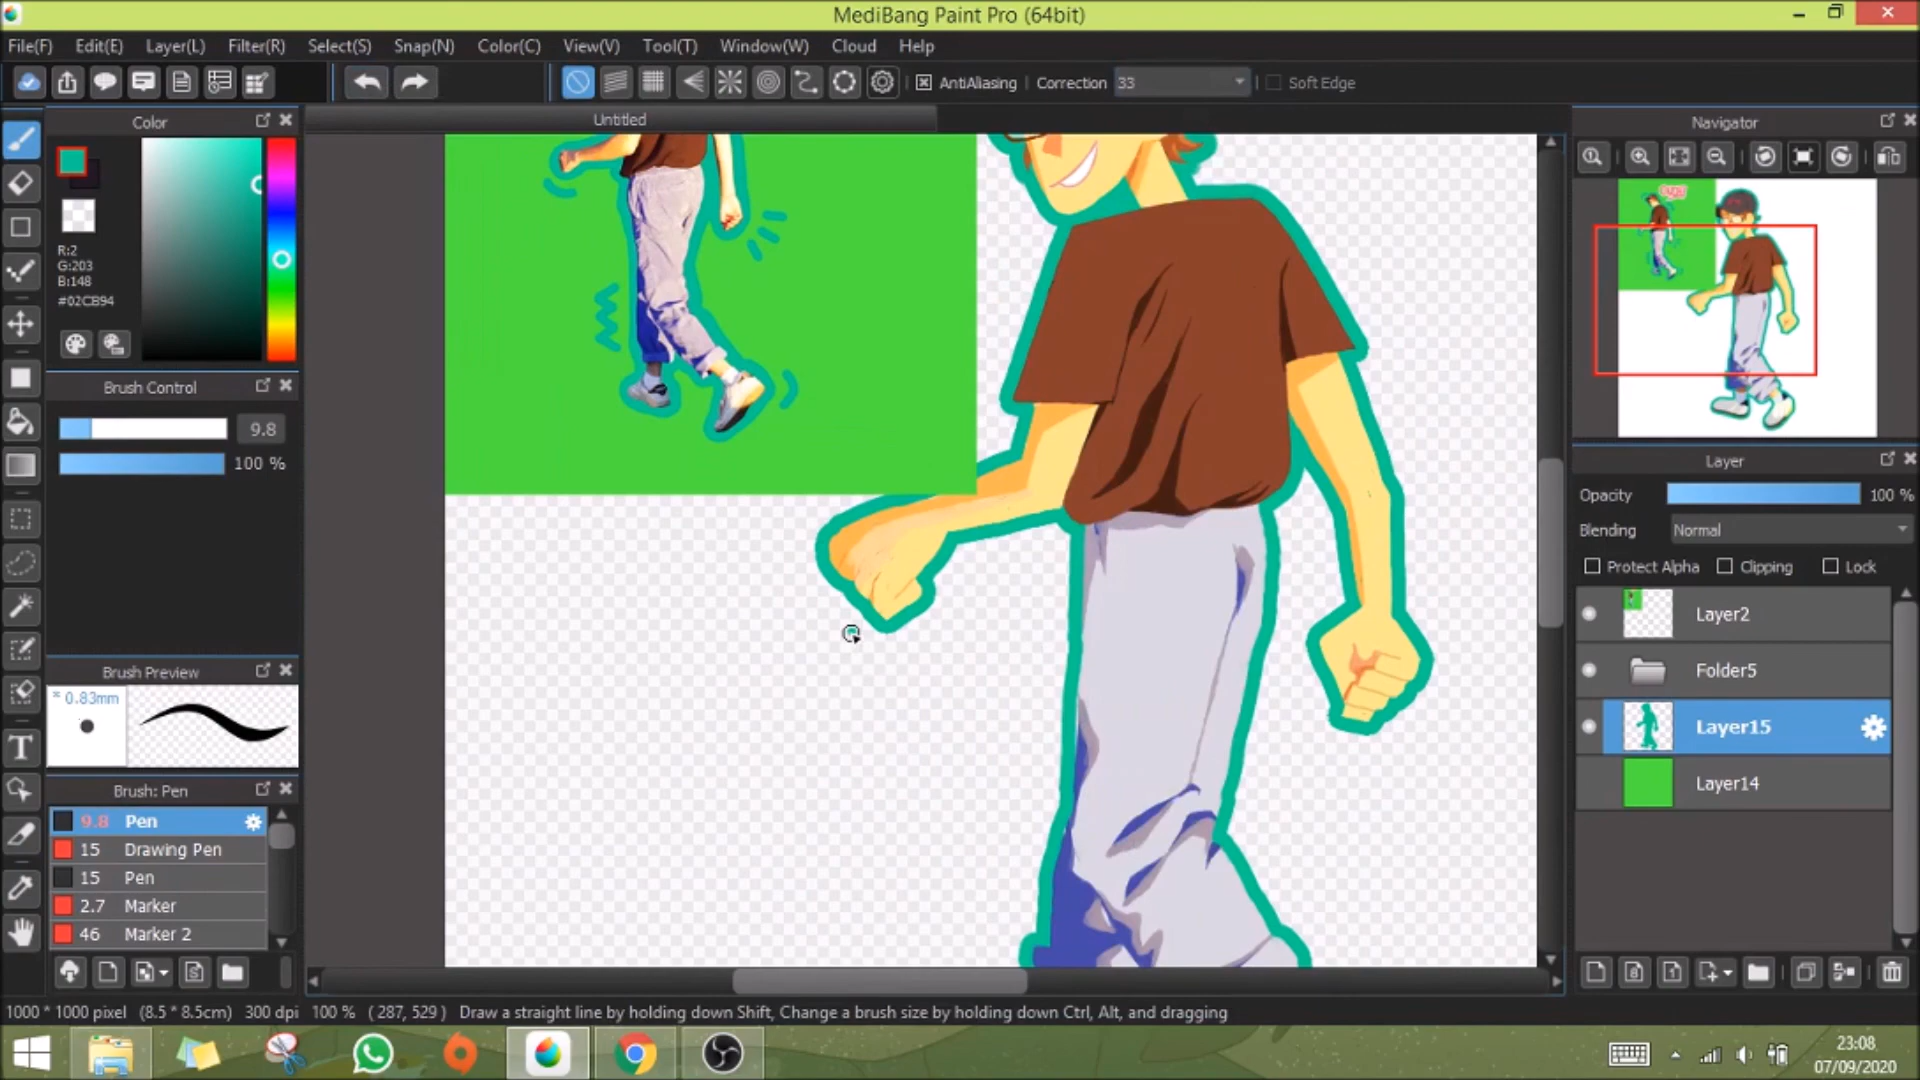 MediBang Paint Pro (64bit)
File(F) Edit(E) Layer(L) Filter(R) Select(S) Snap(N) Color(C) View(V) Tool(T) Window(W) Cloud Help
AntiAliasing Correction 33 Soft Edge
Color
R:2
G:203
B:148
#02CB94
Brush Control
9.8
100 %
Brush Preview
* 0.83mm
Brush: Pen
9.8 Pen
15 Drawing Pen
15 Pen
2.7 Marker
46 Marker 2
Untitled
Navigator
Layer
Opacity 100 %
Blending Normal
Protect Alpha Clipping Lock
Layer2
Folder5
Layer15
Layer14
1000 * 1000 pixel (8.5 * 8.5cm) 300 dpi 100 % ( 287, 529 ) Draw a straight line by holding down Shift, Change a brush size by holding down Ctrl, Alt, and dragging
23:08
07/09/2020